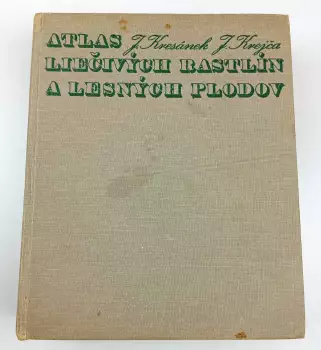 ATLAS J. Kresánek J. Krejča
LIEČIVÝCH RASTLÍN
A LESNÝCH PLODOV